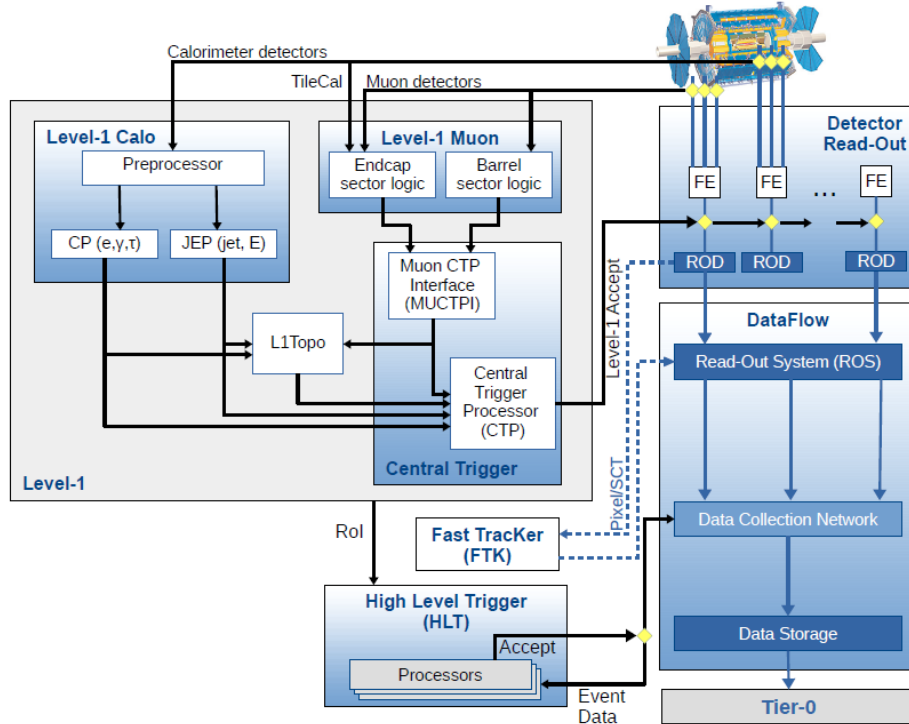 Calorimeter detectors
TileCal
Muon detectors
Level-1 Calo
Preprocessor
CP (e,γ,τ)
JEP (jet, E)
Level-1 Muon
Endcap
sector logic
Barrel
sector logic
Detector
Read-Out
FE
FE
...
FE
ROD
ROD
ROD
Muon CTP
Interface
(MUCTPI)
L1Topo
Central
Trigger
Processor
(CTP)
Central Trigger
Level-1
Level-1 Accept
Pixel/SCT
DataFlow
Read-Out System (ROS)
Data Collection Network
Data Storage
Tier-0
RoI
Fast TracKer
(FTK)
High Level Trigger
(HLT)
Accept
Processors
Event
Data